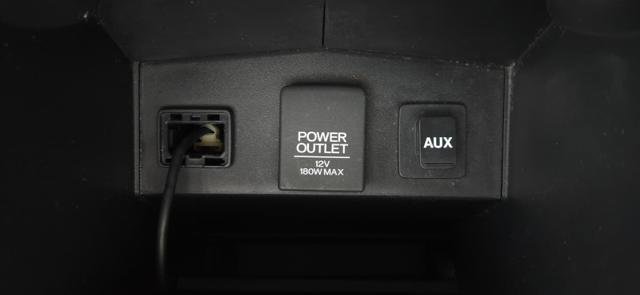 POWER
OUTLET
12V
180W MAX
AUX